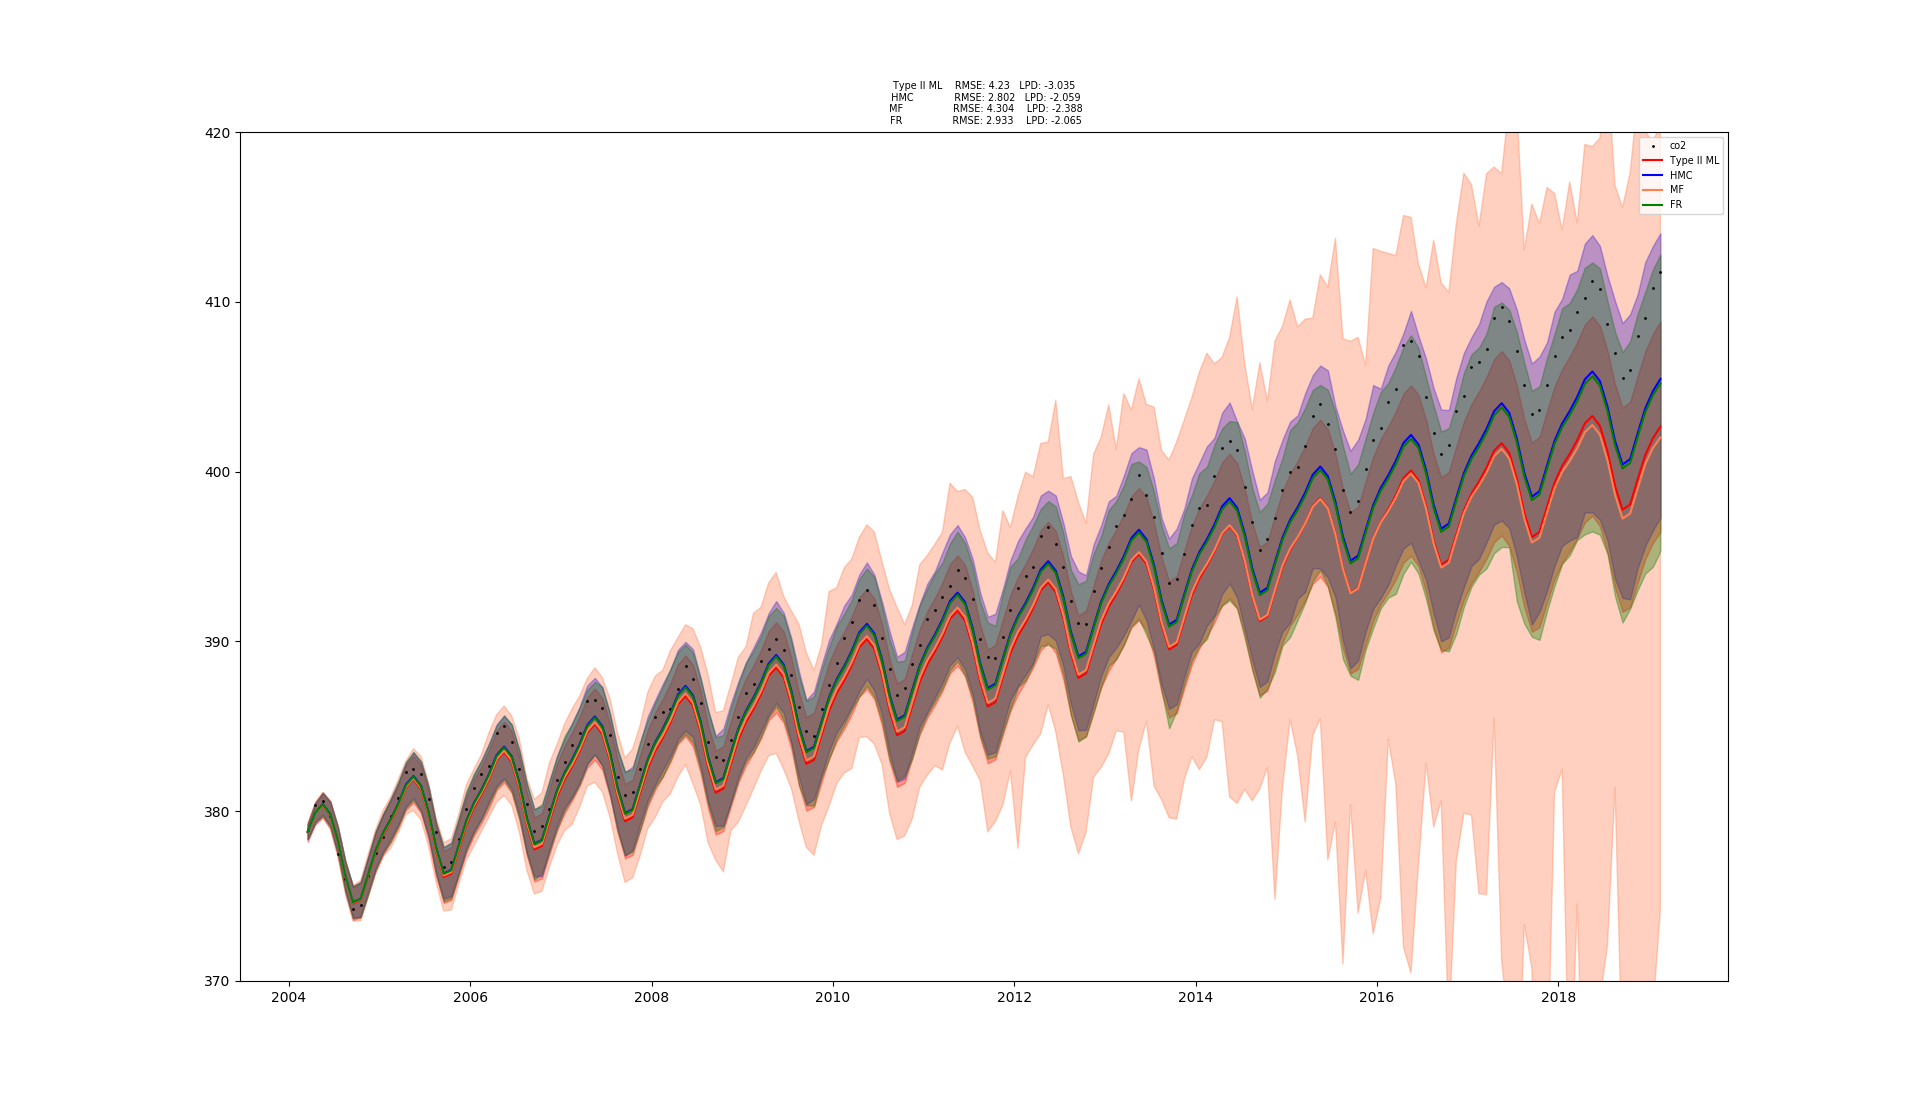 Type II ML RMSE: 4.23 LPD: -3.035
HMC RMSE: 2.802 LPD: -2.059
MF RMSE: 4.304 LPD: -2.388
FR RMSE: 2.933 LPD: -2.065
420
410
400
390
380
370
co2
Type II ML
HMC
MF
FR
2004 2006 2008 2010 2012 2014 2016 2018